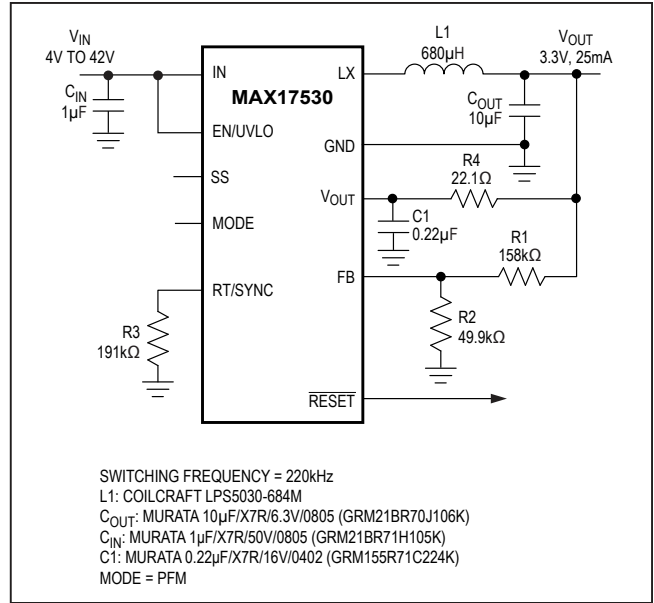 VIN
4V TO 42V
CIN
1µF
IN
EN/UVLO
SS
MODE
RT/SYNC
R3
191kΩ
MAX17530
LX
GND
VOUT
FB
RESET
L1
680µH
VOUT
3.3V, 25mA
COUT
10µF
R4
22.1Ω
C1
0.22µF
R1
158kΩ
R2
49.9kΩ
SWITCHING FREQUENCY = 220kHz
L1: COILCRAFT LPS5030-684M
COUT: MURATA 10µF/X7R/6.3V/0805 (GRM21BR70J106K)
CIN: MURATA 1µF/X7R/50V/0805 (GRM21BR71H105K)
C1: MURATA 0.22µF/X7R/16V/0402 (GRM155R71C224K)
MODE = PFM